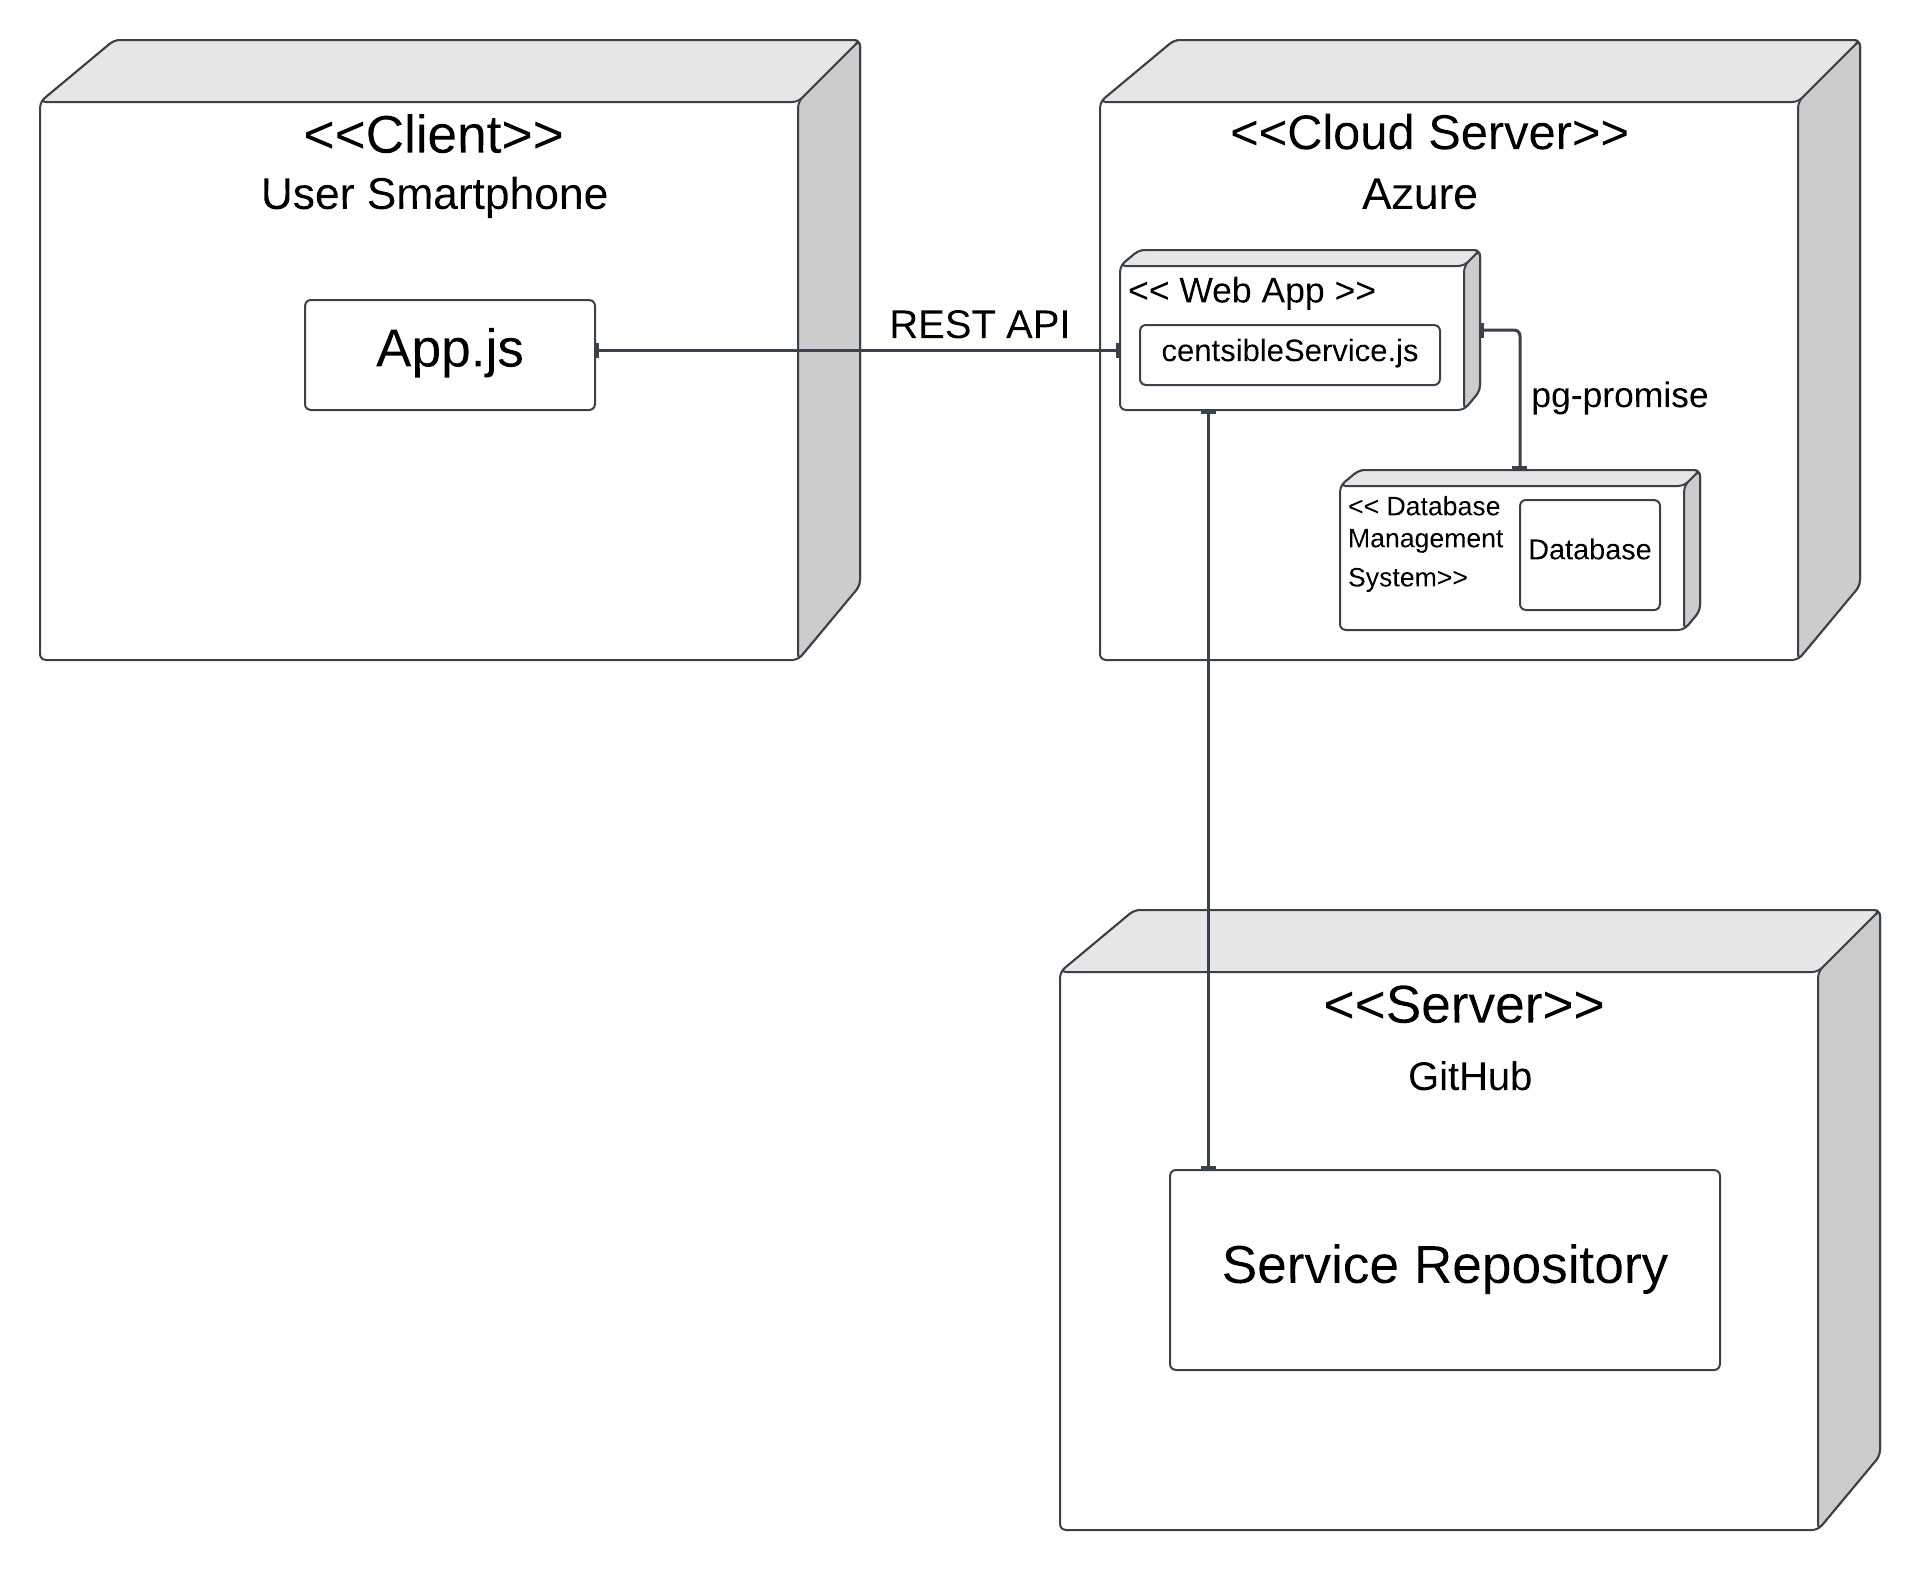 <<Client>>
User Smartphone
App.js
REST API
<<Cloud Server>>
Azure
<< Web App >>
centsibleService.js
pg-promise
<< Database
Management
System>>
Database
<<Server>>
GitHub
Service Repository